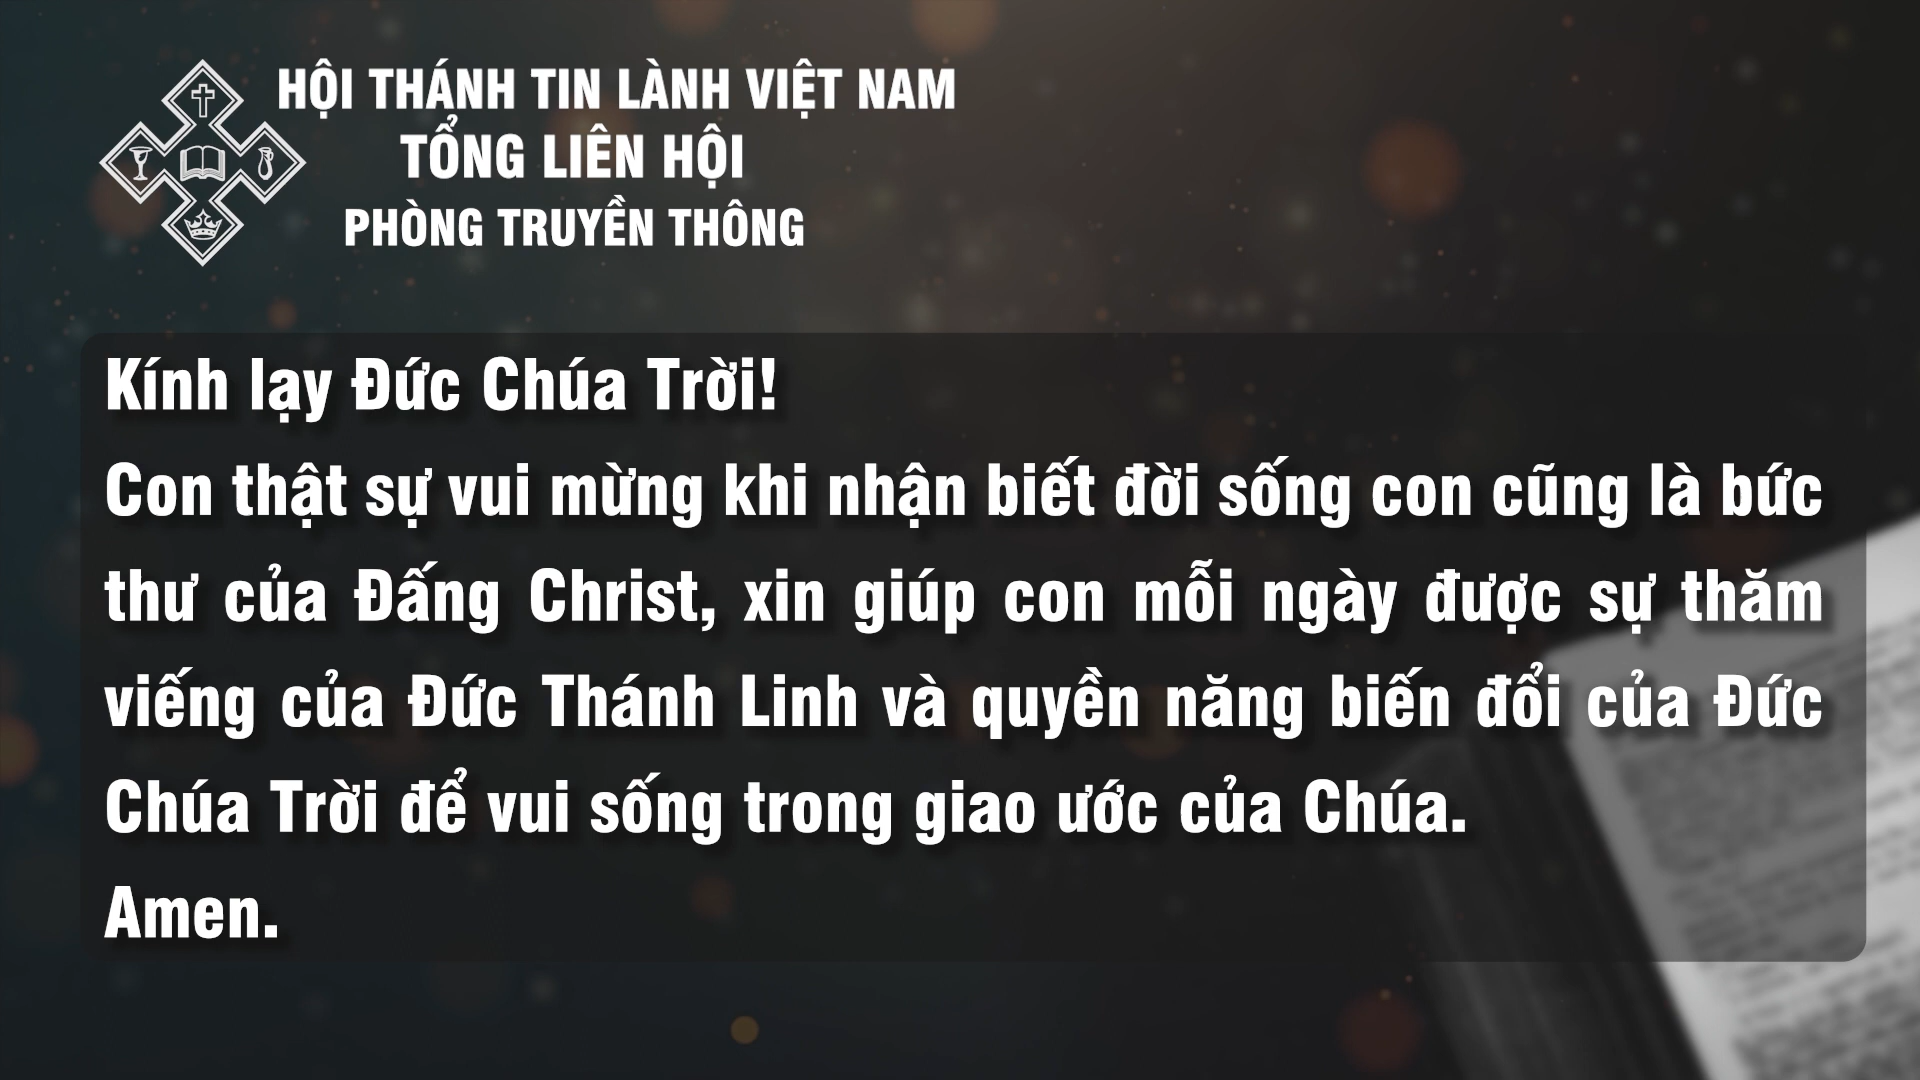 HỘI THÁNH TIN LÀNH VIỆT NAM
TỔNG LIÊN HỘI
PHÒNG TRUYỀN THÔNG
Kính lạy Đức Chúa Trời!
Con thật sự vui mừng khi nhận biết đời sống con cũng là bức
thư của Đấng Christ, xin giúp con mỗi ngày được sự thăm
viếng của Đức Thánh Linh và quyền năng biến đổi của Đức
Chúa Trời để vui sống trong giao ước của Chúa.
Amen.